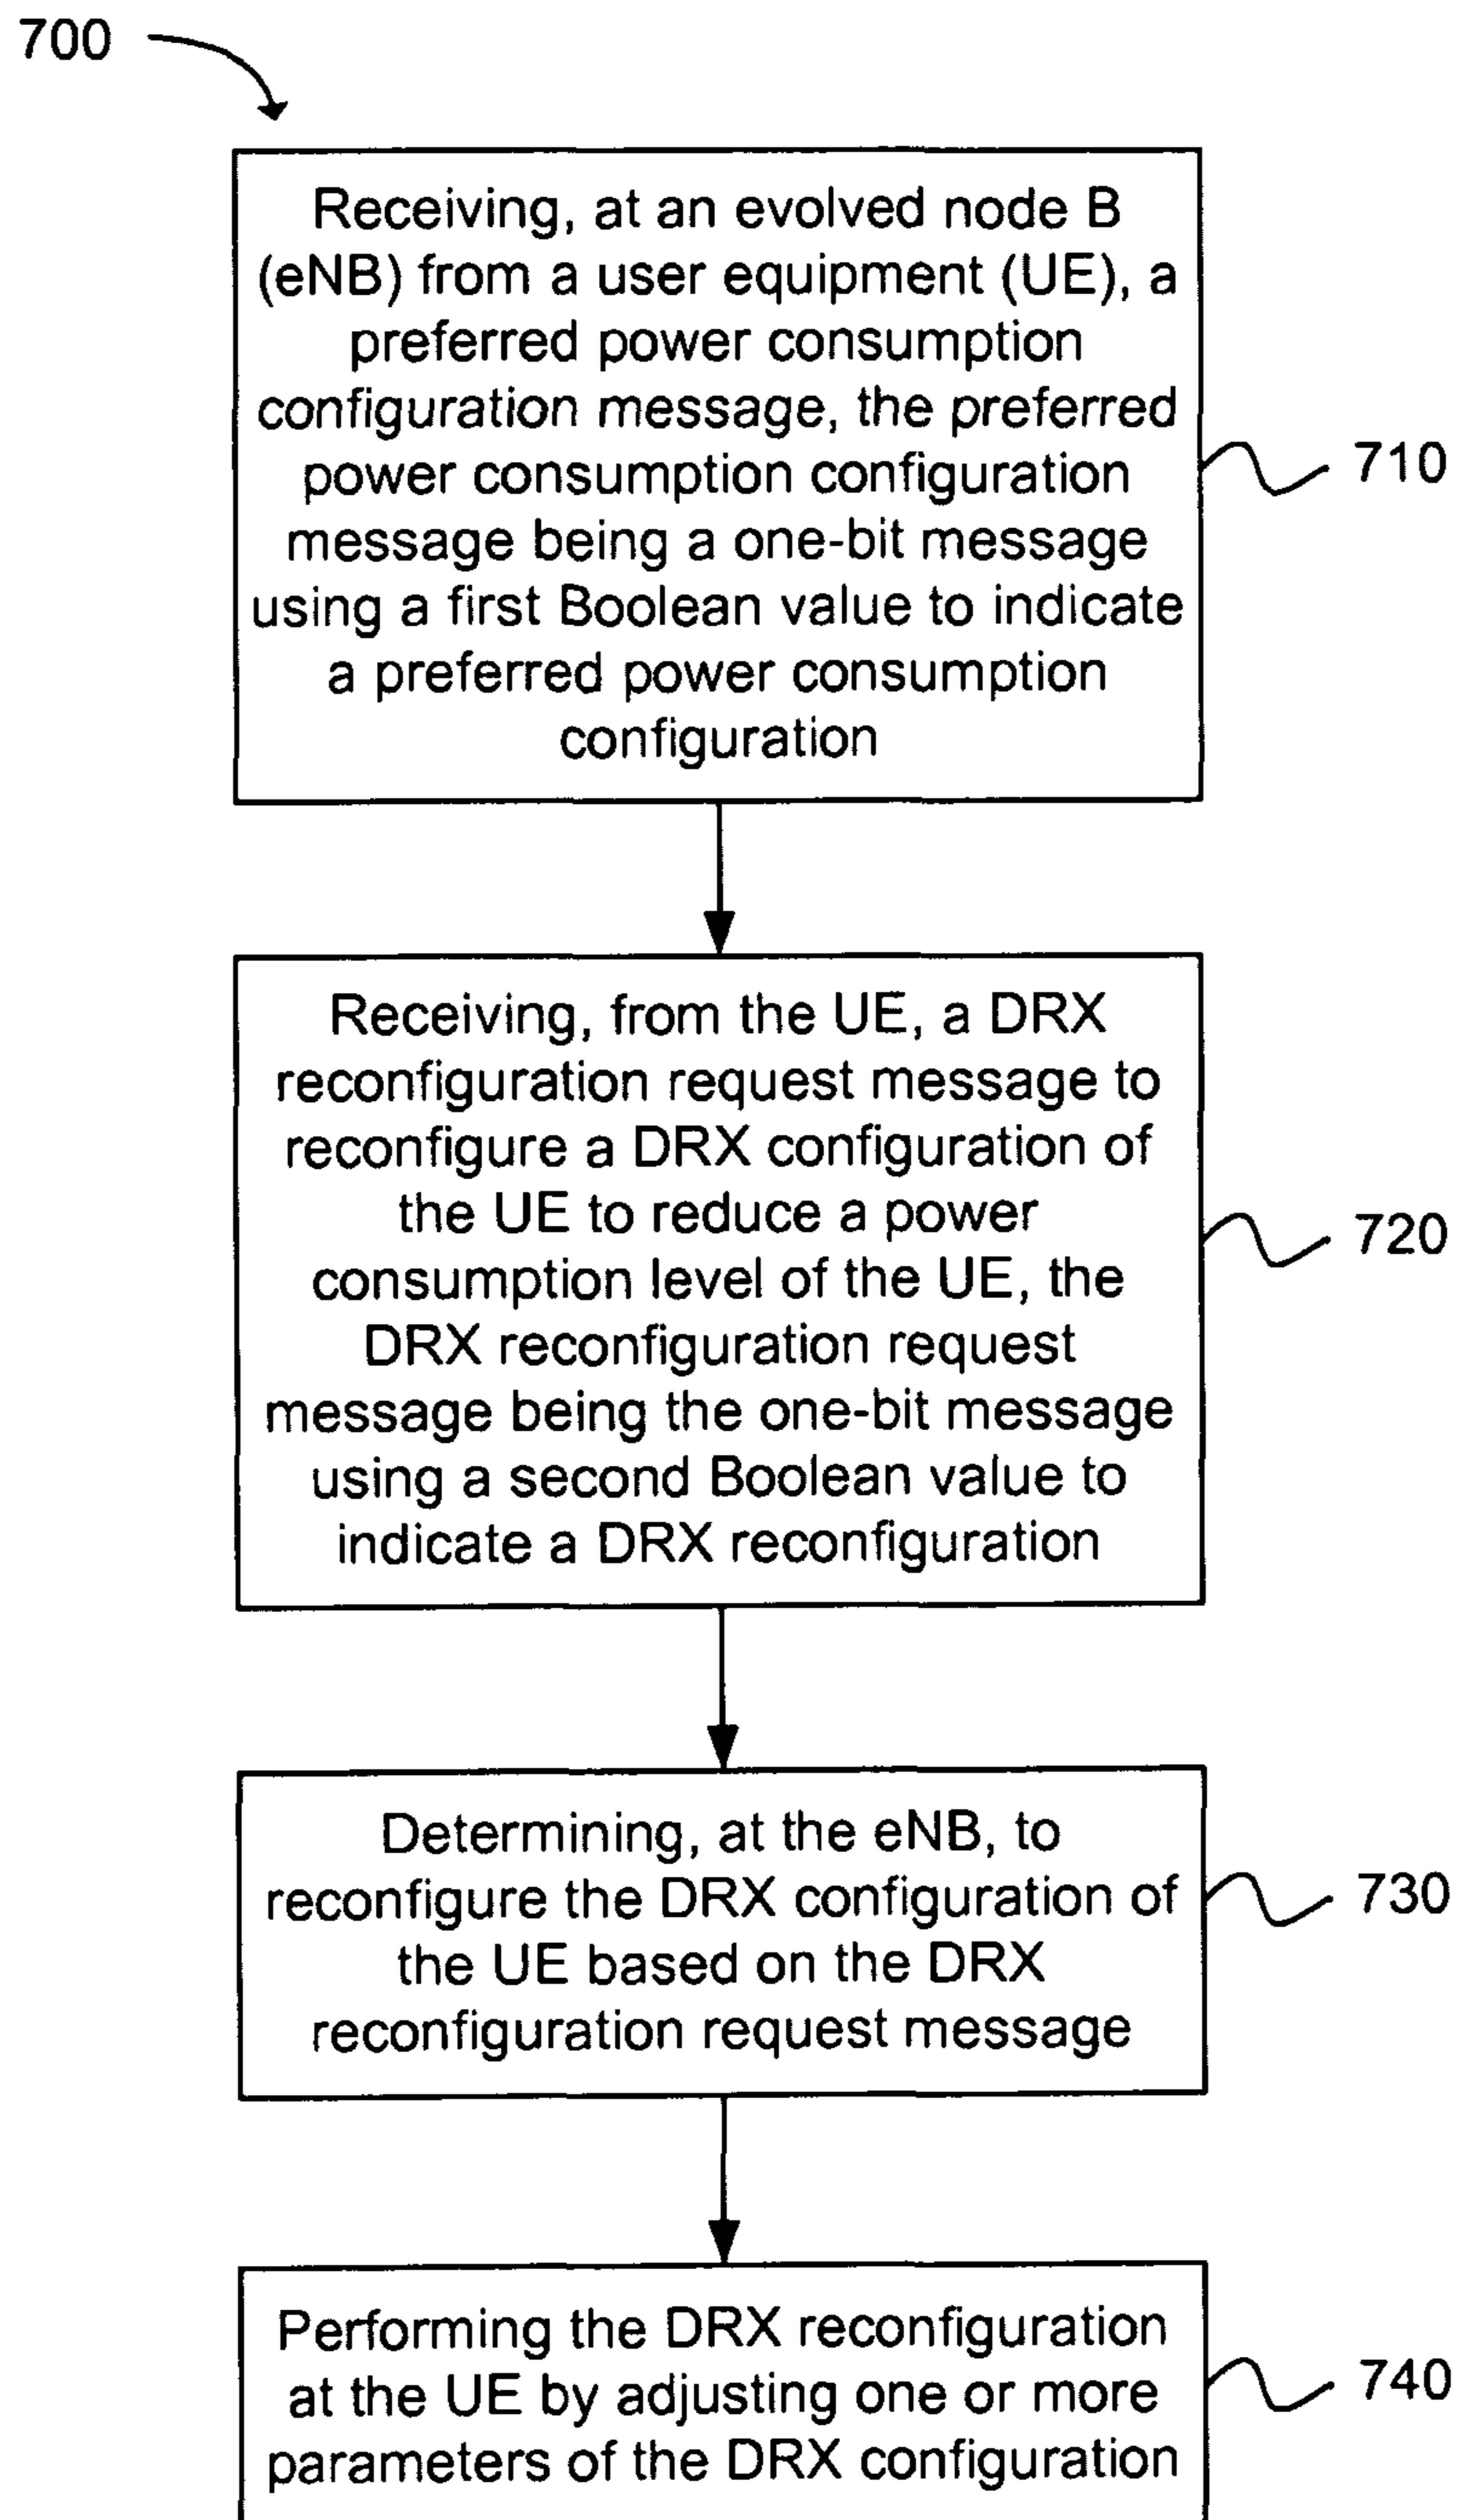 700
Receiving, at an evolved node B
(eNB) from a user equipment (UE), a
preferred power consumption
configuration message, the preferred
power consumption configuration
message being a one-bit message
using a first Boolean value to indicate
a preferred power consumption
configuration
710
Receiving, from the UE, a DRX
reconfiguration request message to
reconfigure a DRX configuration of
the UE to reduce a power
consumption level of the UE, the
DRX reconfiguration request
message being the one-bit message
using a second Boolean value to
indicate a DRX reconfiguration
720
Determining, at the eNB, to
reconfigure the DRX configuration of
the UE based on the DRX
reconfiguration request message
730
Performing the DRX reconfiguration
at the UE by adjusting one or more
parameters of the DRX configuration
740